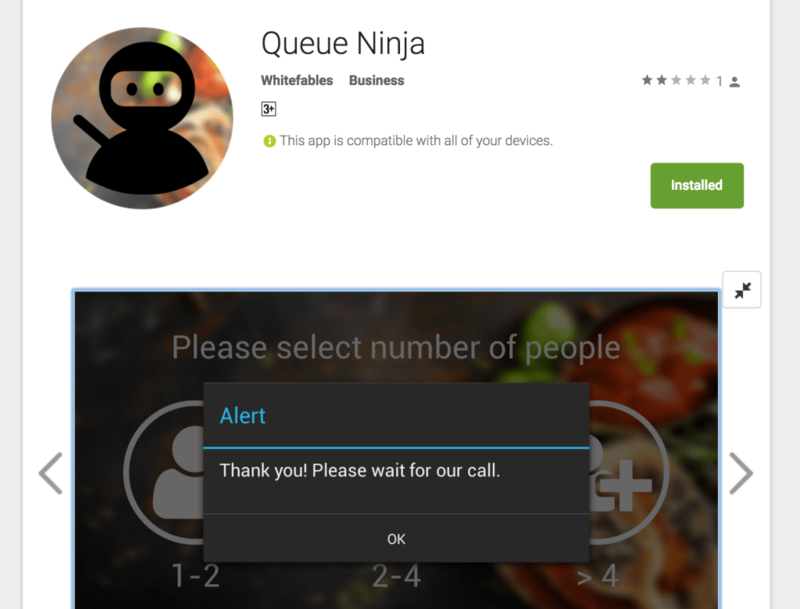 Queue Ninja
Whitefables Business
1
3+
This app is compatible with all of your devices.
Installed
Please select number of people
Alert
Thank you! Please wait for our call.
OK
1-2 2-4 > 4